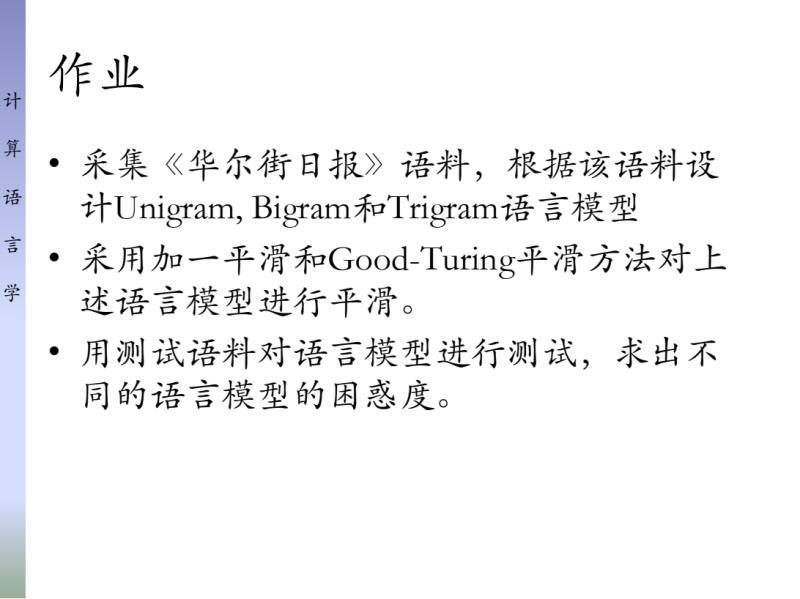 作业
计
算
语
言
学
• 采集《华尔街日报》语料，根据该语料设
计Unigram, Bigram和Trigram语言模型
• 采用加一平滑和Good-Turing平滑方法对上
述语言模型进行平滑。
• 用测试语料对语言模型进行测试，求出不
同的语言模型的困惑度。